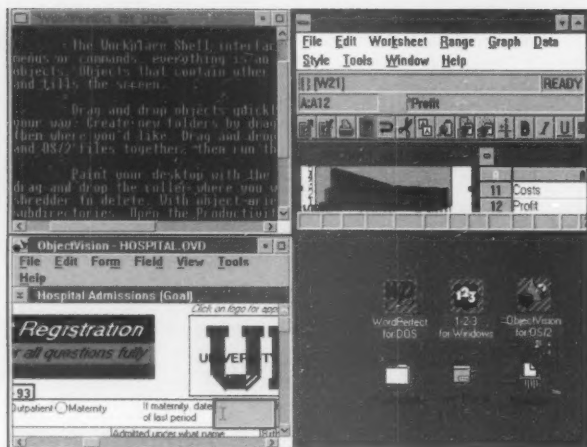 WordPerfect for DOS
The Workplace Shell interfac
menus or commands, everything is an
objects. Objects that contain other
and fills the screen.
Drag and drop objects quickly
your way. Create new folders by drag
then where you'd like. Drag and drop
and OS/2 files together, then run th
Paint your desktop with the
drag-and-drop the color where you w
shredder to delete. With object-orie
subdirectories. Open the Productivi
File Edit Worksheet Range Graph Data
Style Tools Window Help
{} [W21] READY
A:A12 "Profit
B I U
11 Costs
12 Profit
ObjectVision - HOSPITAL.OVD
File Edit Form Field View Tools
Help
Hospital Admissions (Goal)
Click on logo for app
Registration
r all questions fully
UNIVERSITY
U
93
Outpatient Maternity
If maternity, date
of last period
Admitted under what name
WordPerfect
for DOS
1-2-3
for Windows
ObjectVision
for OS/2